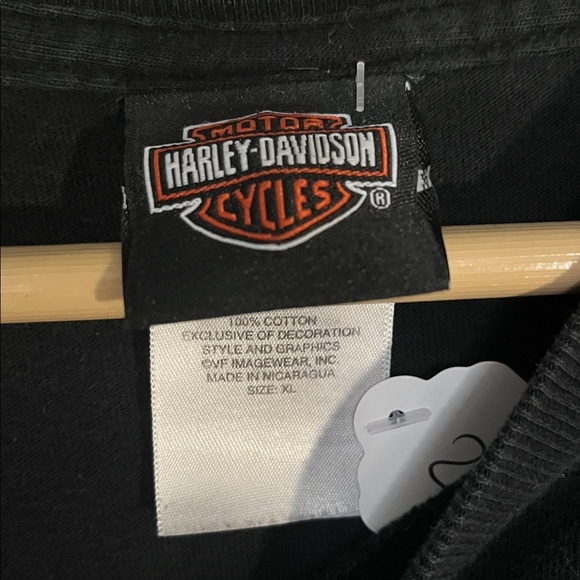 MOTOR
HARLEY-DAVIDSON
CYCLES
®
100% COTTON
EXCLUSIVE OF DECORATION
STYLE AND GRAPHICS
©VF IMAGEWEAR, INC.
MADE IN NICARAGUA
SIZE: XL